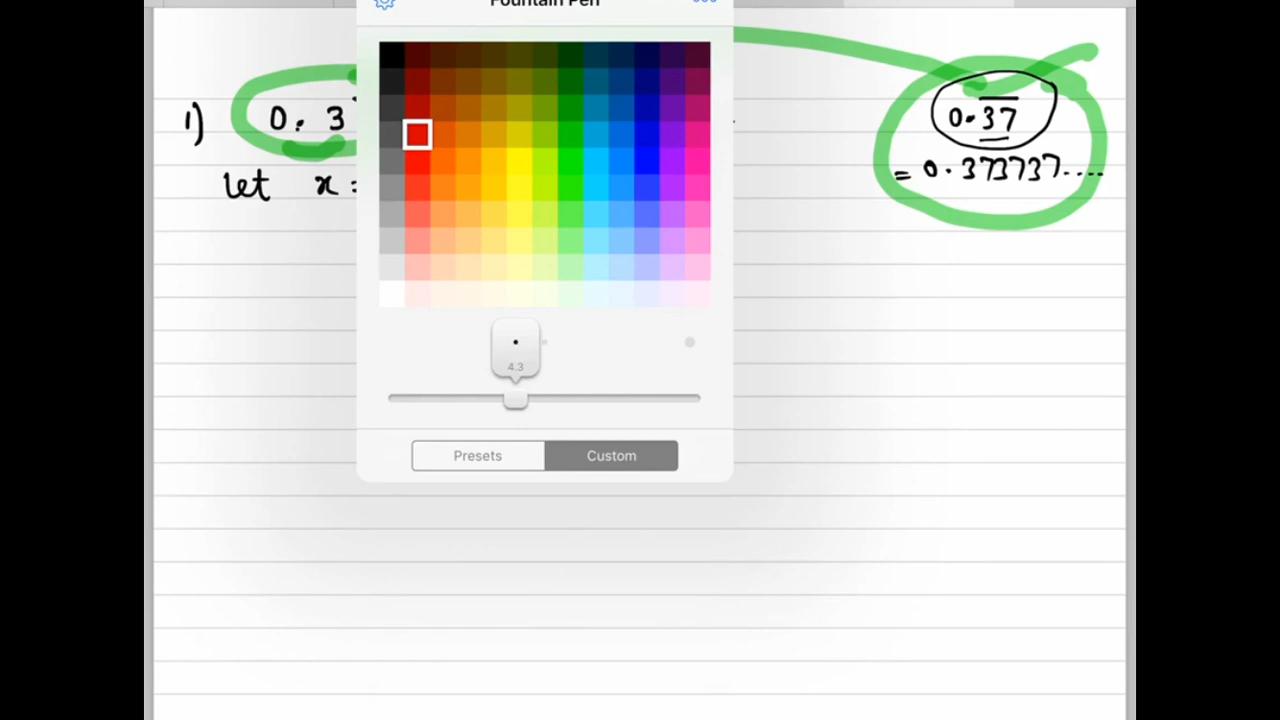 Fountain Pen
1) 0.3
0.37
let x =
= 0.373737....
4.3
Presets Custom